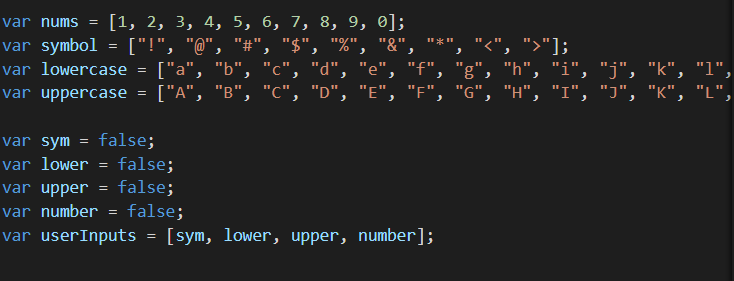 var nums = [1, 2, 3, 4, 5, 6, 7, 8, 9, 0];
var symbol = ["!", "@", "#", "$", "%", "&", "*", "<", ">"];
var lowercase = ["a", "b", "c", "d", "e", "f", "g", "h", "i", "j", "k", "l",
var uppercase = ["A", "B", "C", "D", "E", "F", "G", "H", "I", "J", "K", "L",
var sym = false;
var lower = false;
var upper = false;
var number = false;
var userInputs = [sym, lower, upper, number];